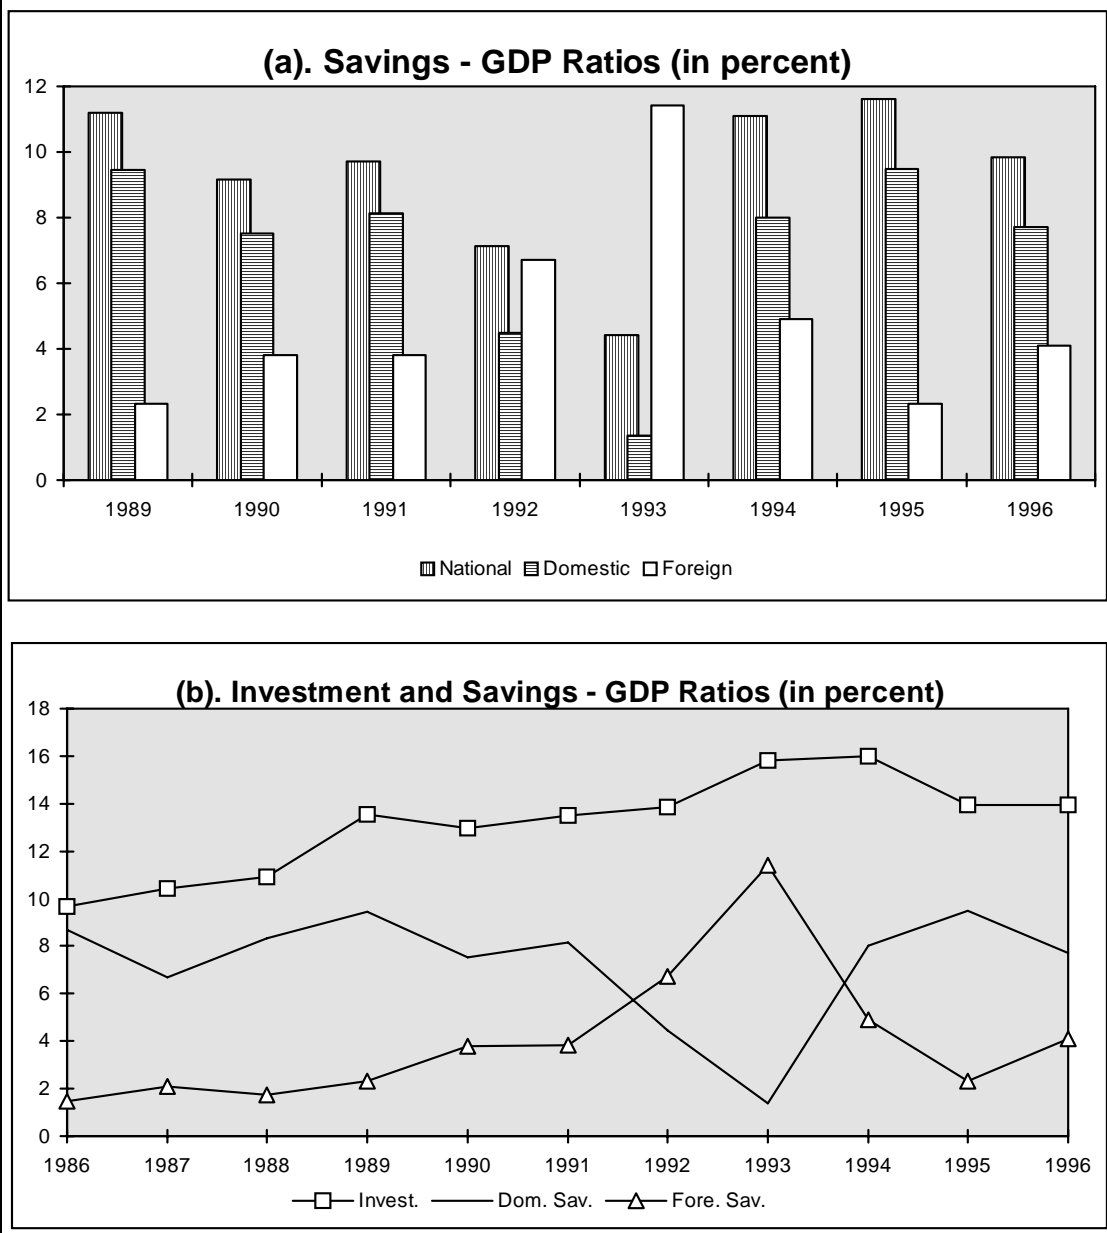 (a). Savings - GDP Ratios (in percent)
12
10
8
6
4
2
0
1989 1990 1991 1992 1993 1994 1995 1996
National Domestic Foreign
(b). Investment and Savings - GDP Ratios (in percent)
18
16
14
12
10
8
6
4
2
0
1986 1987 1988 1989 1990 1991 1992 1993 1994 1995 1996
Invest. Dom. Sav. Fore. Sav.